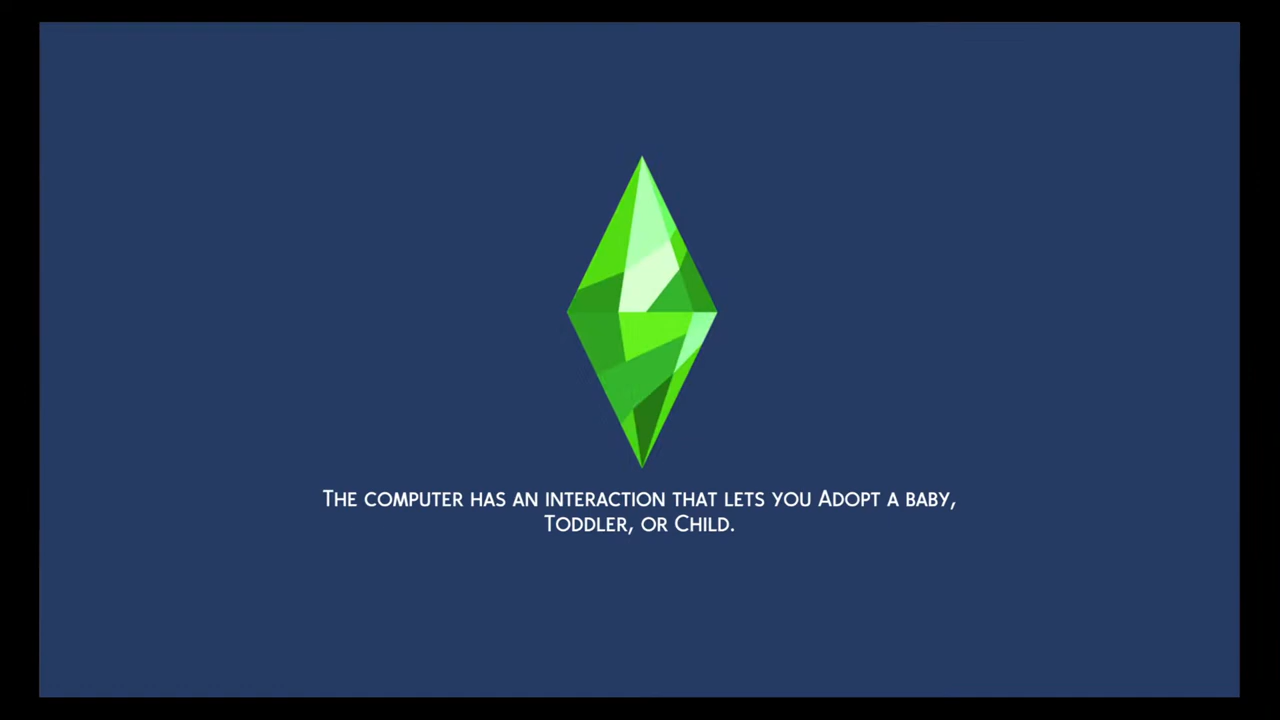 The computer has an interaction that lets you Adopt a baby,
Toddler, or Child.